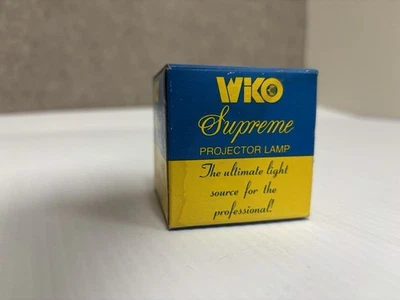 WIKO
Supreme
PROJECTOR LAMP
The ultimate light
source for the
professional!